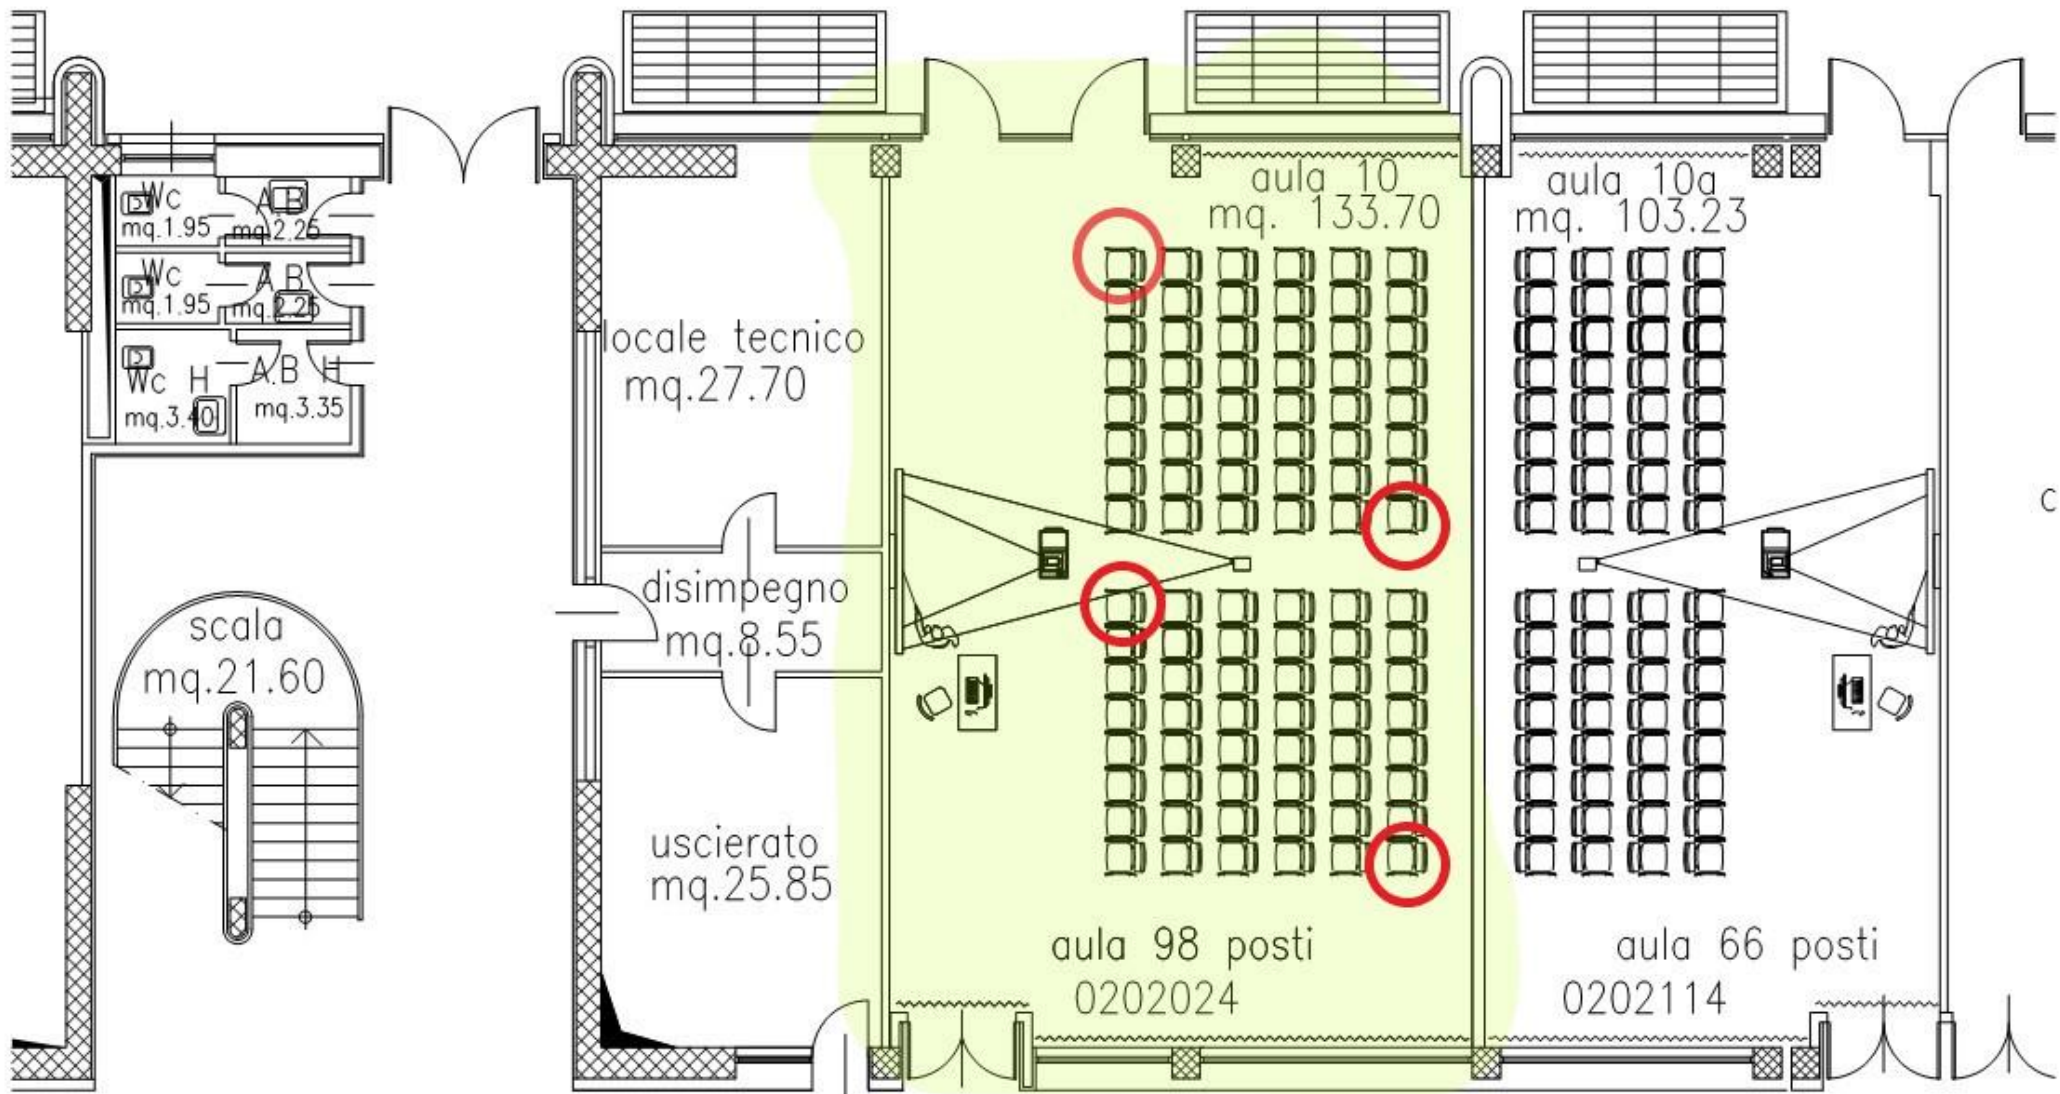 Wc
mq.1.95
A.B
mq.2.25
Wc
mq.1.95
A B
mq.2.25
Wc H
mq.3.40
A.B H
mq.3.35
scala
mq.21.60
locale tecnico
mq.27.70
disimpegno
mq.8.55
uscierato
mq.25.85
aula 10
mq. 133.70
aula 98 posti
0202024
aula 10a
mq. 103.23
aula 66 posti
0202114
c